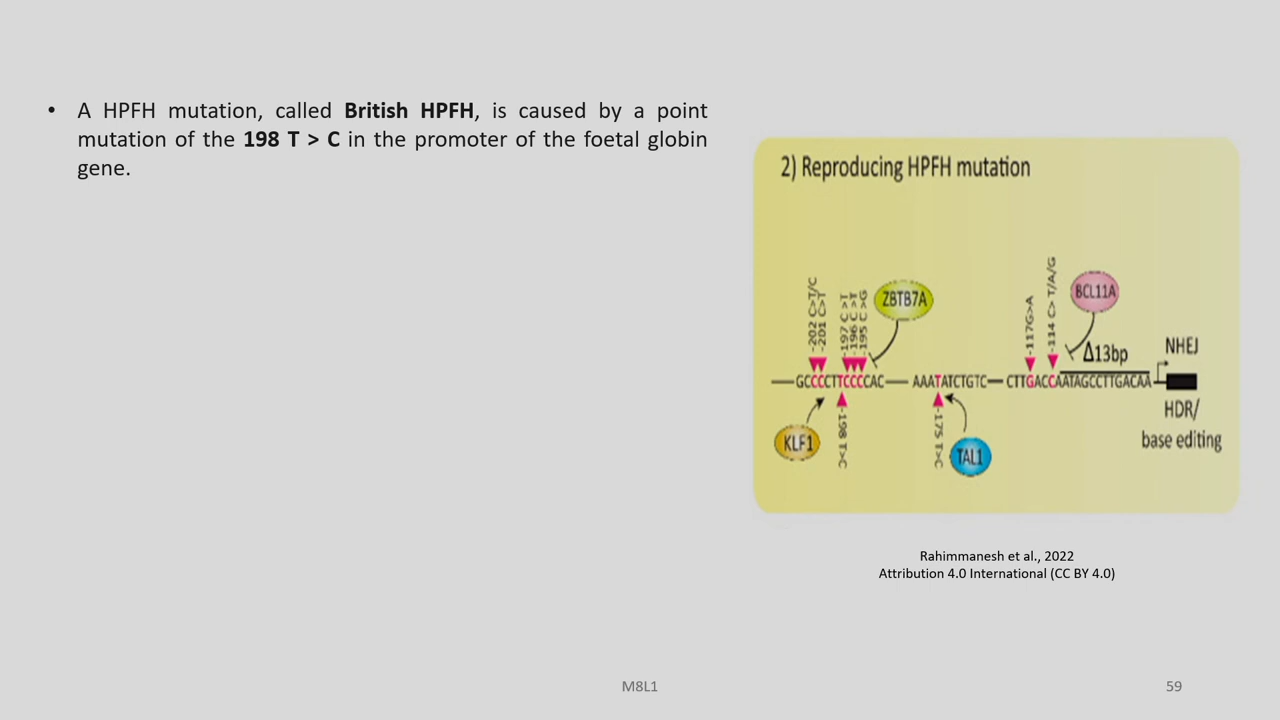 • A HPFH mutation, called British HPFH, is caused by a point
mutation of the 198 T > C in the promoter of the foetal globin
gene.
2) Reproducing HPFH mutation
-202 C>T/C
-201 C>T
-197 C >T
-196 C >T
-195 C >G
ZBTB7A
-117G>A
-114 C> T/A/G
BCL11A
Δ13bp
NHEJ
GCCCCTTCCCCAC AAATATCTGTC CTTGACCAATAGCCTTGACAA
KLF1
-198 T>C
-175 T>C
TAL1
HDR/
base editing
Rahimmanesh et al., 2022
Attribution 4.0 International (CC BY 4.0)
M8L1
59